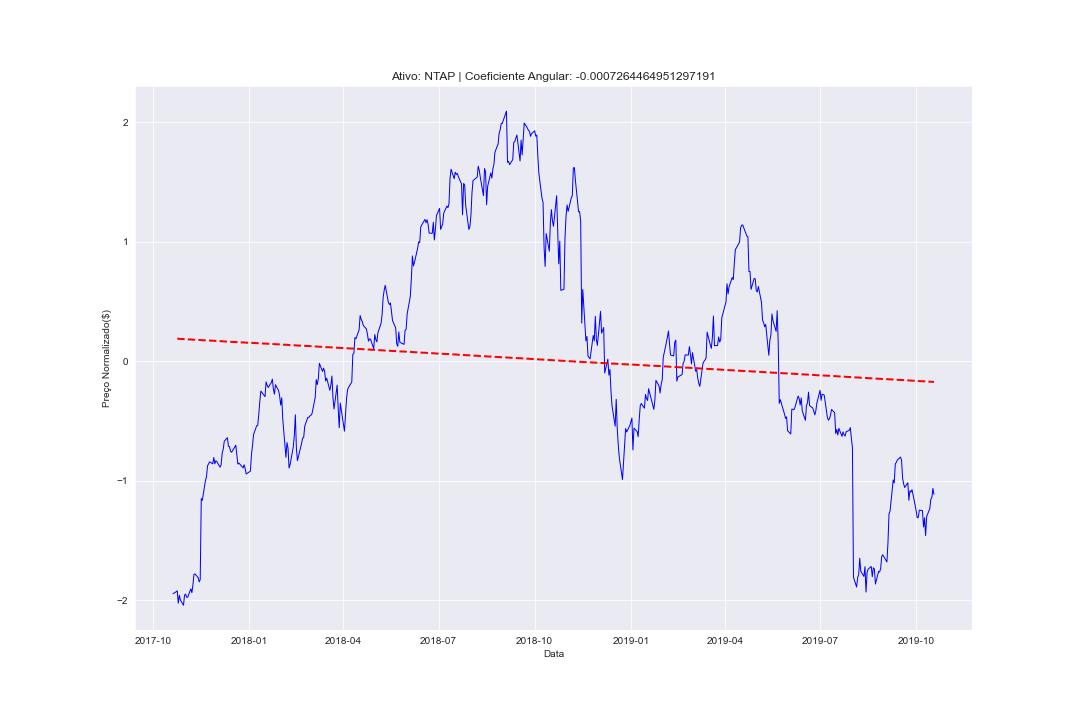 Ativo: NTAP | Coeficiente Angular: -0.0007264464951297191
Preço Normalizado($)
2
1
0
−1
−2
2017-10 2018-01 2018-04 2018-07 2018-10 2019-01 2019-04 2019-07 2019-10
Data